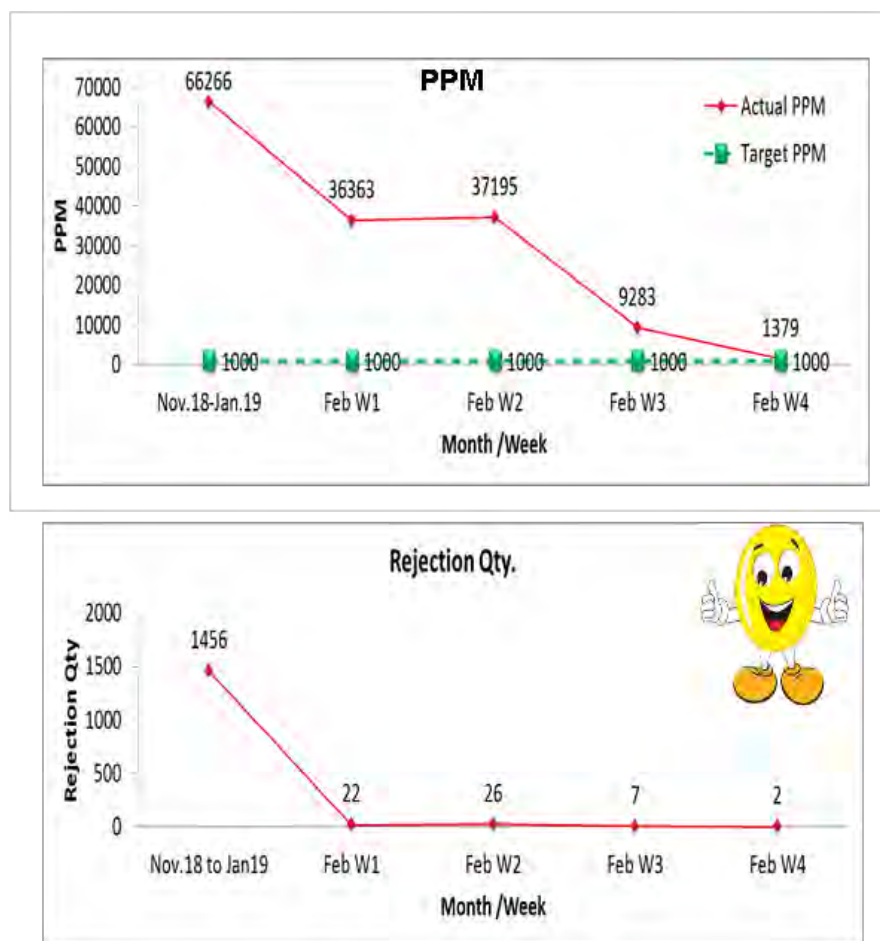 PPM
70000
60000
50000
40000
30000
20000
10000
0
PPM
66266
36363
37195
9283
1379
Actual PPM
Target PPM
1000 1000 1000 1000 1000
Nov.18-Jan.19 Feb W1 Feb W2 Feb W3 Feb W4
Month /Week
Rejection Qty.
2000
1500
1000
500
0
Rejection Qty
1456
22 26 7 2
Nov.18 to Jan19 Feb W1 Feb W2 Feb W3 Feb W4
Month /Week